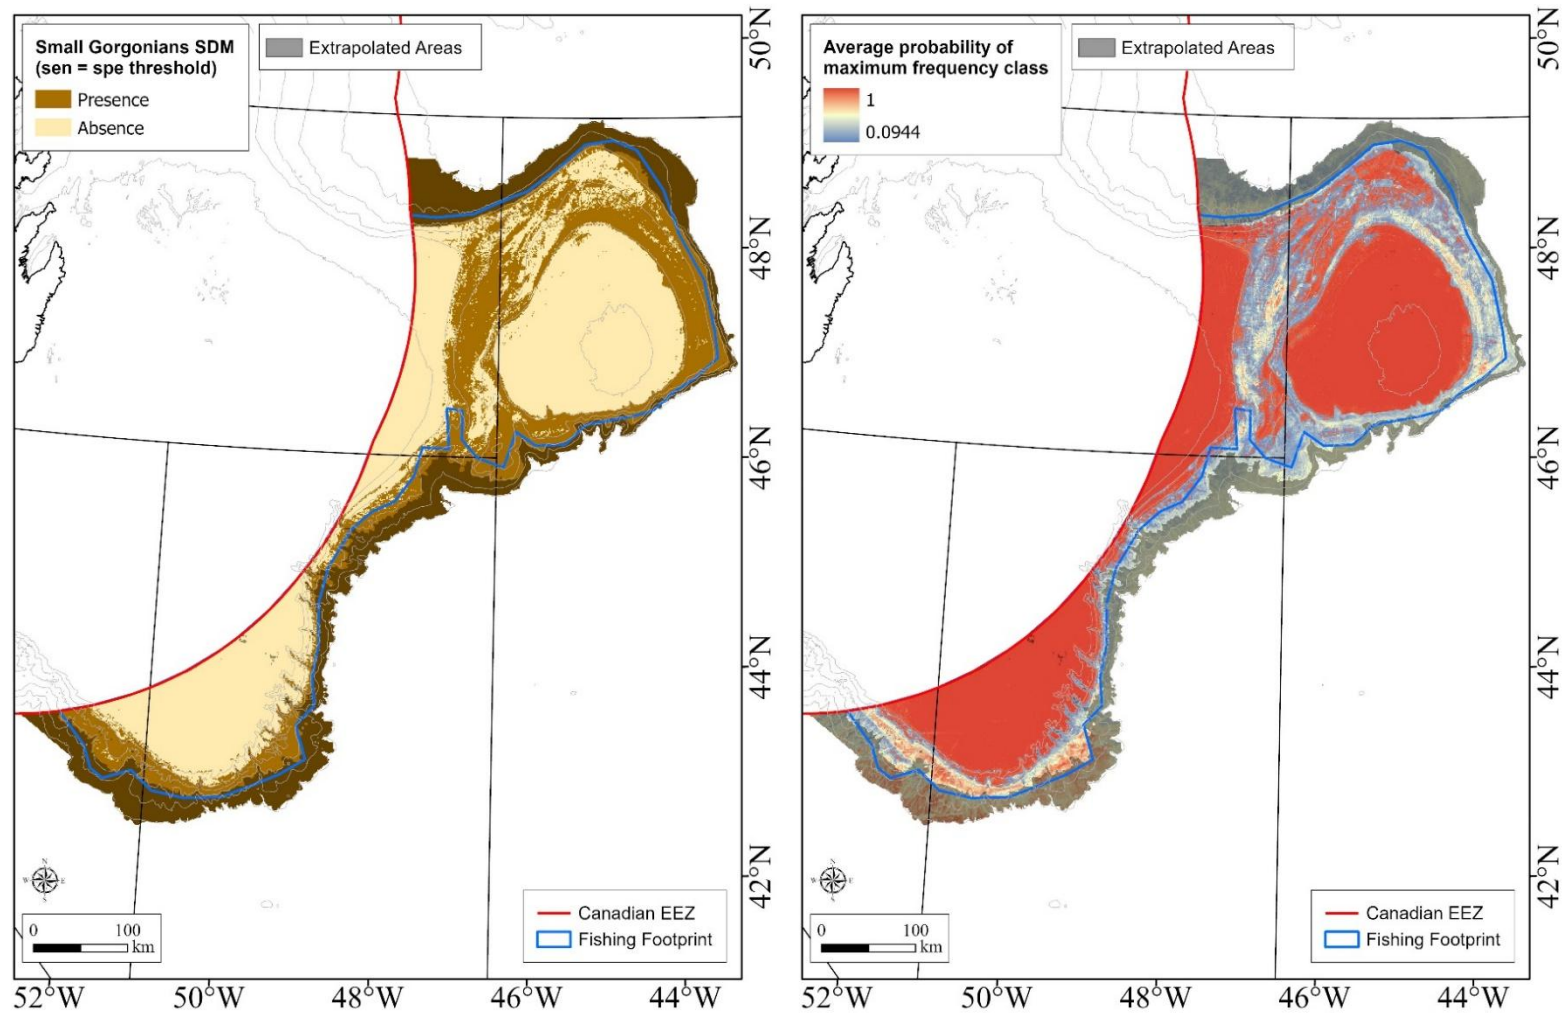 Small Gorgonians SDM
(sen = spe threshold)
Presence
Absence
Extrapolated Areas
N
W
E
S
0 100
km
Canadian EEZ
Fishing Footprint
50°N
48°N
46°N
44°N
42°N
52°W 50°W 48°W 46°W 44°W
Average probability of
maximum frequency class
1
0.0944
Extrapolated Areas
N
W
E
S
0 100
km
Canadian EEZ
Fishing Footprint
50°N
48°N
46°N
44°N
42°N
52°W 50°W 48°W 46°W 44°W